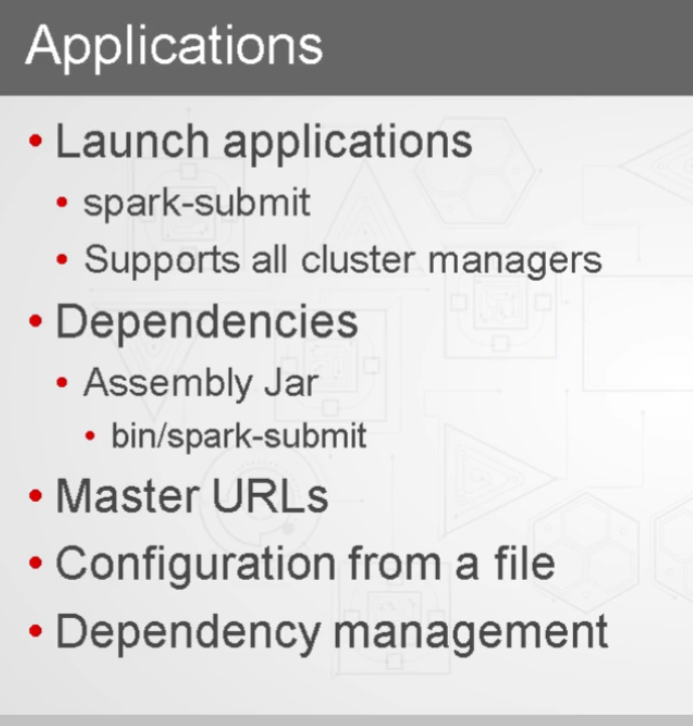 Applications
• Launch applications
• spark-submit
• Supports all cluster managers
• Dependencies
• Assembly Jar
• bin/spark-submit
• Master URLs
• Configuration from a file
• Dependency management